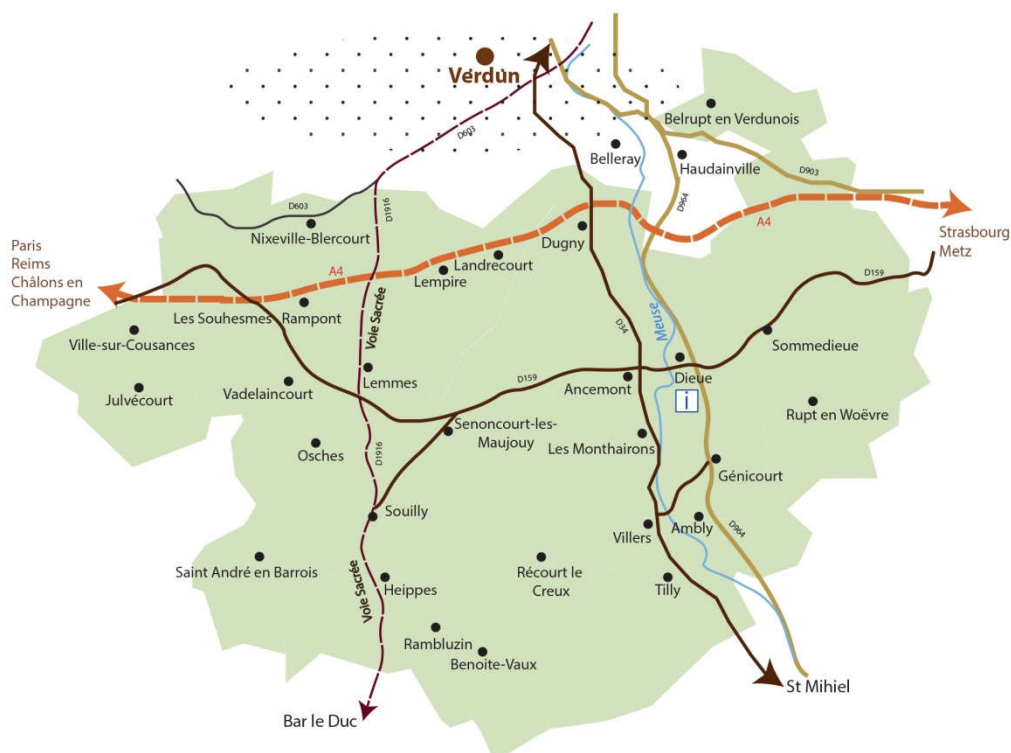 Verdun
Belrupt en Verdunois
D603
Belleray
Haudainville
D903
D603
D1916
D964
Nixeville-Blercourt
Dugny
A4
Strasbourg
Metz
Paris
Reims
Châlons en
Champagne
A4
Landrecourt
Lempire
D159
Les Souhesmes
Rampont
Voie Sacrée
Meuse
D34
Ville-sur-Cousances
Sommedieue
Lemmes
Dieue
Julvécourt
Vadelaincourt
D159
Ancemont
i
Rupt en Woëvre
Senoncourt-les-
Maujouy
Les Monthairons
Osches
D1916
Génicourt
Souilly
Villers
Ambly
D964
Saint André en Barrois
Voie Sacrée
Heippes
Récourt le
Creux
Tilly
Rambluzin
Benoite-Vaux
St Mihiel
Bar le Duc